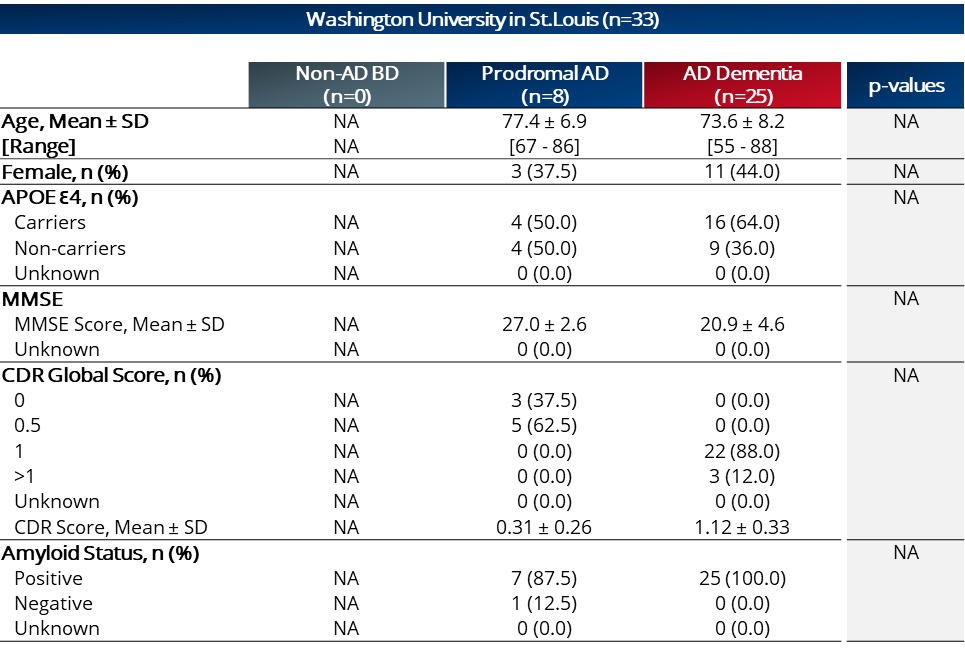 Washington University in St.Louis (n=33)
Non-AD BD Prodromal AD AD Dementia p-values
(n=0) (n=8) (n=25)
Age, Mean ± SD NA 77.4 ± 6.9 73.6 ± 8.2 NA
[Range] NA [67 - 86] [55 - 88]
Female, n (%) NA 3 (37.5) 11 (44.0) NA
APOE ε4, n (%) NA
Carriers NA 4 (50.0) 16 (64.0)
Non-carriers NA 4 (50.0) 9 (36.0)
Unknown NA 0 (0.0) 0 (0.0)
MMSE NA
MMSE Score, Mean ± SD NA 27.0 ± 2.6 20.9 ± 4.6
Unknown NA 0 (0.0) 0 (0.0)
CDR Global Score, n (%) NA
0 NA 3 (37.5) 0 (0.0)
0.5 NA 5 (62.5) 0 (0.0)
1 NA 0 (0.0) 22 (88.0)
>1 NA 0 (0.0) 3 (12.0)
Unknown NA 0 (0.0) 0 (0.0)
CDR Score, Mean ± SD NA 0.31 ± 0.26 1.12 ± 0.33
Amyloid Status, n (%) NA
Positive NA 7 (87.5) 25 (100.0)
Negative NA 1 (12.5) 0 (0.0)
Unknown NA 0 (0.0) 0 (0.0)